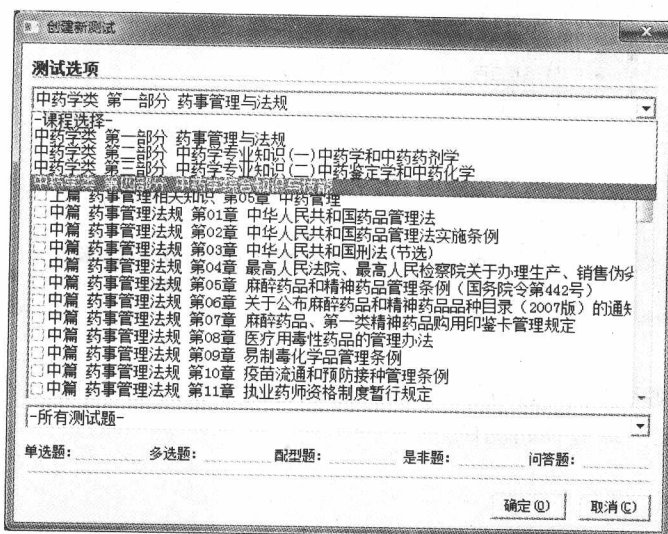 创建新测试
测试选项
中药学类 第一部分 药事管理与法规
-课程选择-
中药学类 第一部分 药事管理与法规
中药学类 第二部分 中药学专业知识(一)中药学和中药药剂学
中药学类 第三部分 中药学专业知识(二)中药鉴定学和中药化学
中药学类 第四部分 中药学综合知识与技能
上篇 药事管理相关知识 第05章 中药管理
中篇 药事管理法规 第01章 中华人民共和国药品管理法
中篇 药事管理法规 第02章 中华人民共和国药品管理法实施条例
中篇 药事管理法规 第03章 中华人民共和国刑法(节选)
中篇 药事管理法规 第04章 最高人民法院、最高人民检察院关于办理生产、销售伪劣
中篇 药事管理法规 第05章 麻醉药品和精神药品管理条例(国务院令第442号)
中篇 药事管理法规 第06章 关于公布麻醉药品和精神药品品种目录(2007版)的通知
中篇 药事管理法规 第07章 麻醉药品、第一类精神药品购用印鉴卡管理规定
中篇 药事管理法规 第08章 医疗用毒性药品的管理办法
中篇 药事管理法规 第09章 易制毒化学品管理条例
中篇 药事管理法规 第10章 疫苗流通和预防接种管理条例
中篇 药事管理法规 第11章 执业药师资格制度暂行规定
-所有测试题-
单选题: 多选题: 配型题: 是非题: 问答题:
确定(O) 取消(C)